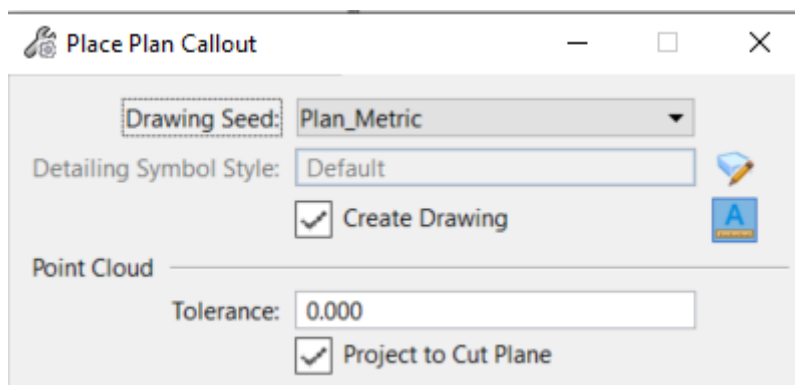 Place Plan Callout
Drawing Seed: Plan_Metric
Detailing Symbol Style: Default
Create Drawing
A
Point Cloud
Tolerance: 0.000
Project to Cut Plane